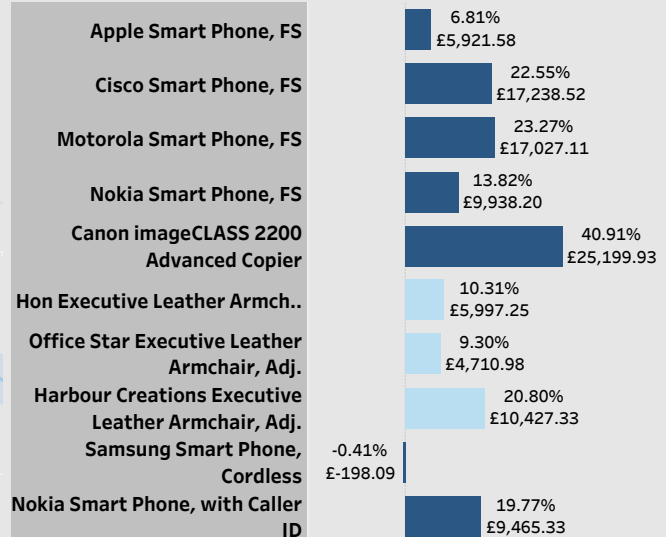 Apple Smart Phone, FS
6.81%
£5,921.58
Cisco Smart Phone, FS
22.55%
£17,238.52
Motorola Smart Phone, FS
23.27%
£17,027.11
Nokia Smart Phone, FS
13.82%
£9,938.20
Canon imageCLASS 2200
Advanced Copier
40.91%
£25,199.93
Hon Executive Leather Armch..
10.31%
£5,997.25
Office Star Executive Leather
Armchair, Adj.
9.30%
£4,710.98
Harbour Creations Executive
Leather Armchair, Adj.
20.80%
£10,427.33
Samsung Smart Phone,
Cordless
-0.41%
£-198.09
Nokia Smart Phone, with Caller
ID
19.77%
£9,465.33